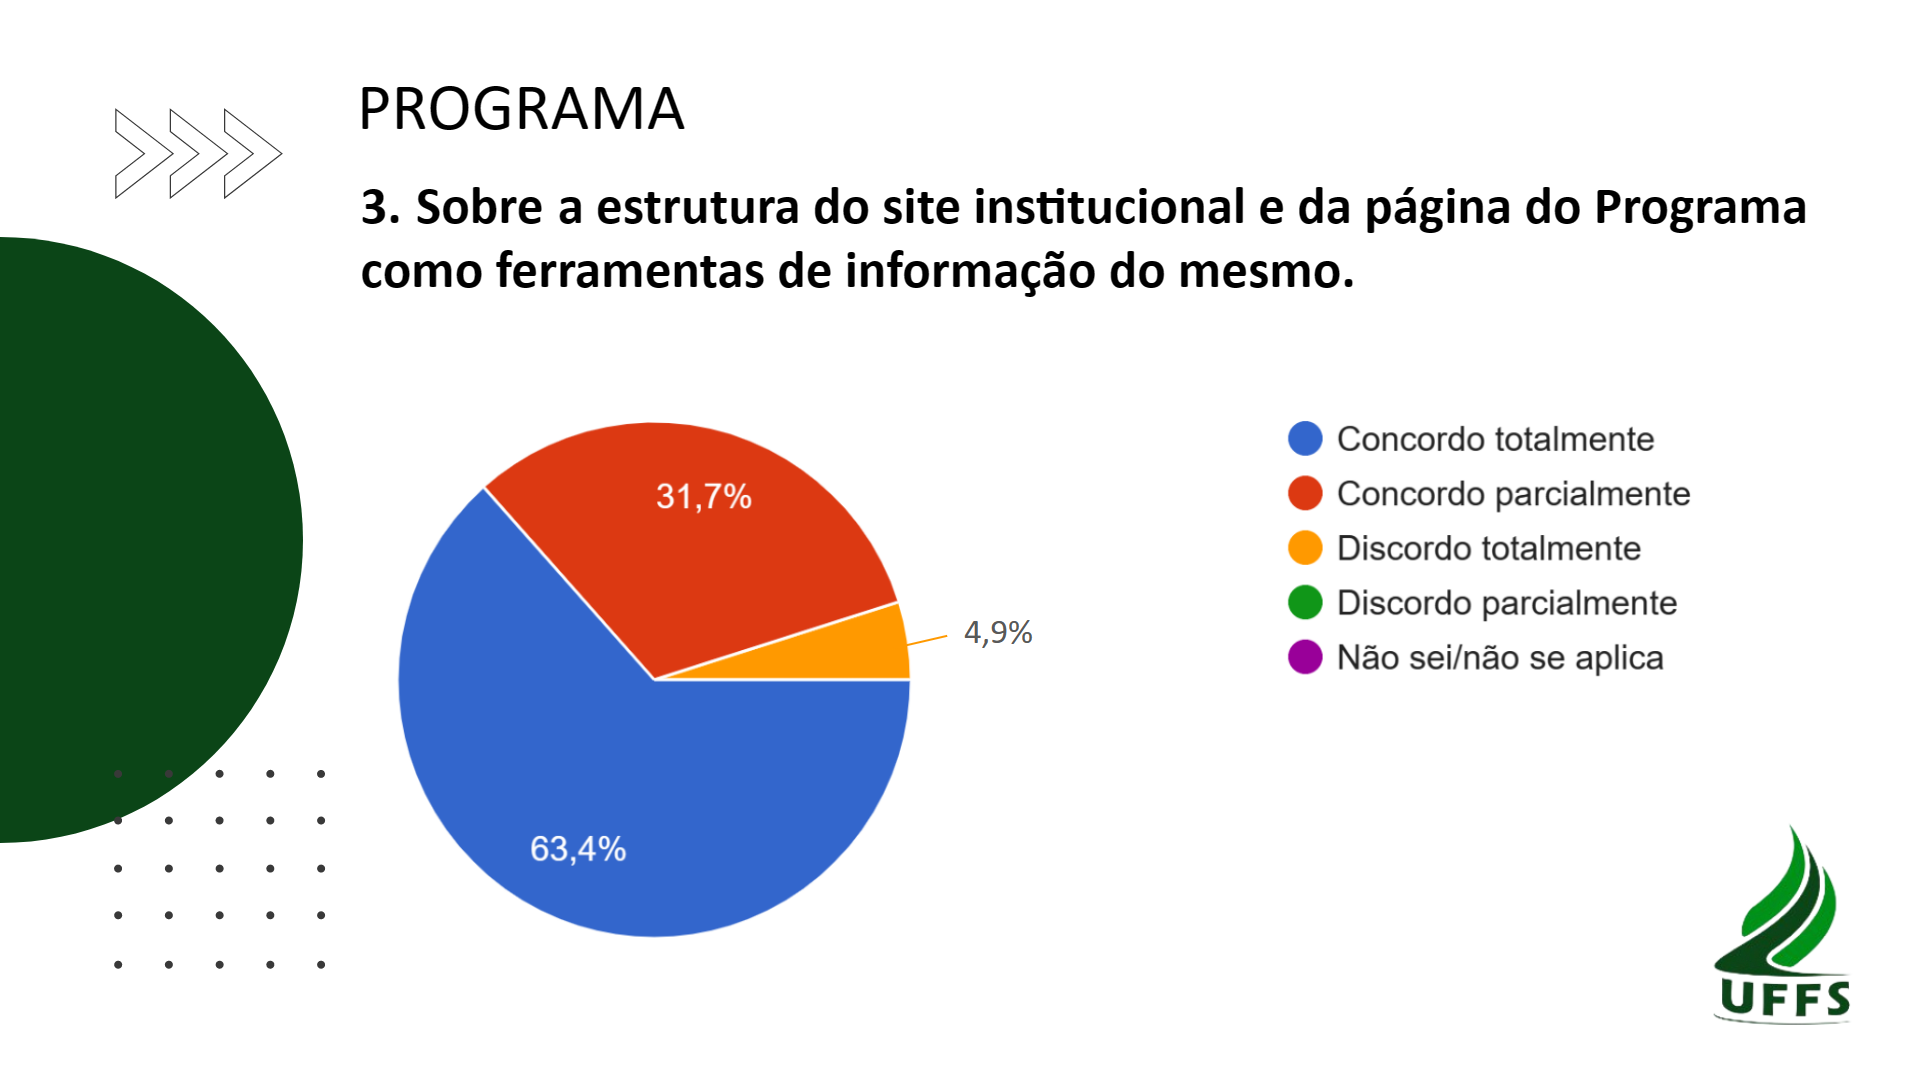 PROGRAMA
3. Sobre a estrutura do site institucional e da página do Programa
como ferramentas de informação do mesmo.
31,7%
4,9%
63,4%
Concordo totalmente
Concordo parcialmente
Discordo totalmente
Discordo parcialmente
Não sei/não se aplica
UFFS